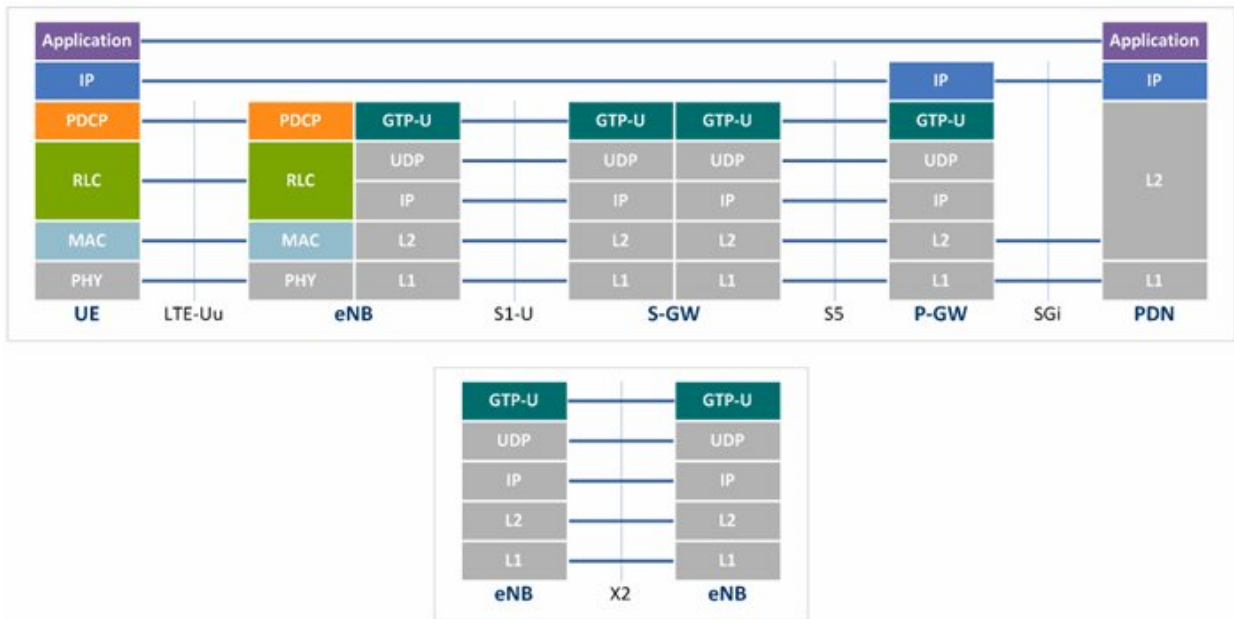 Application Application
IP IP IP
PDCP PDCP GTP-U GTP-U GTP-U GTP-U
UDP UDP UDP UDP
RLC RLC L2
IP IP IP IP
MAC MAC L2 L2 L2 L2
PHY PHY L1 L1 L1 L1 L1
UE LTE-Uu eNB S1-U S-GW S5 P-GW SGi PDN
GTP-U GTP-U
UDP UDP
IP IP
L2 L2
L1 L1
eNB X2 eNB